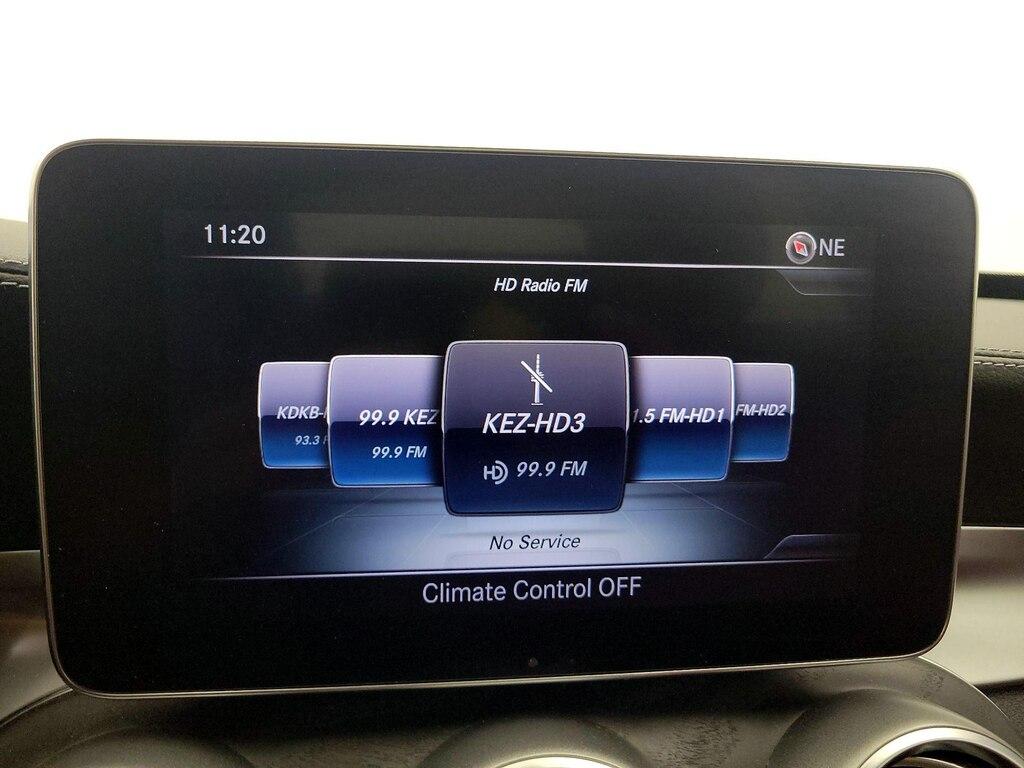 11:20
NE
HD Radio FM
KDKB-
93.3 F
99.9 KEZ
99.9 FM
KEZ-HD3
HD 99.9 FM
1.5 FM-HD1
FM-HD2
No Service
Climate Control OFF